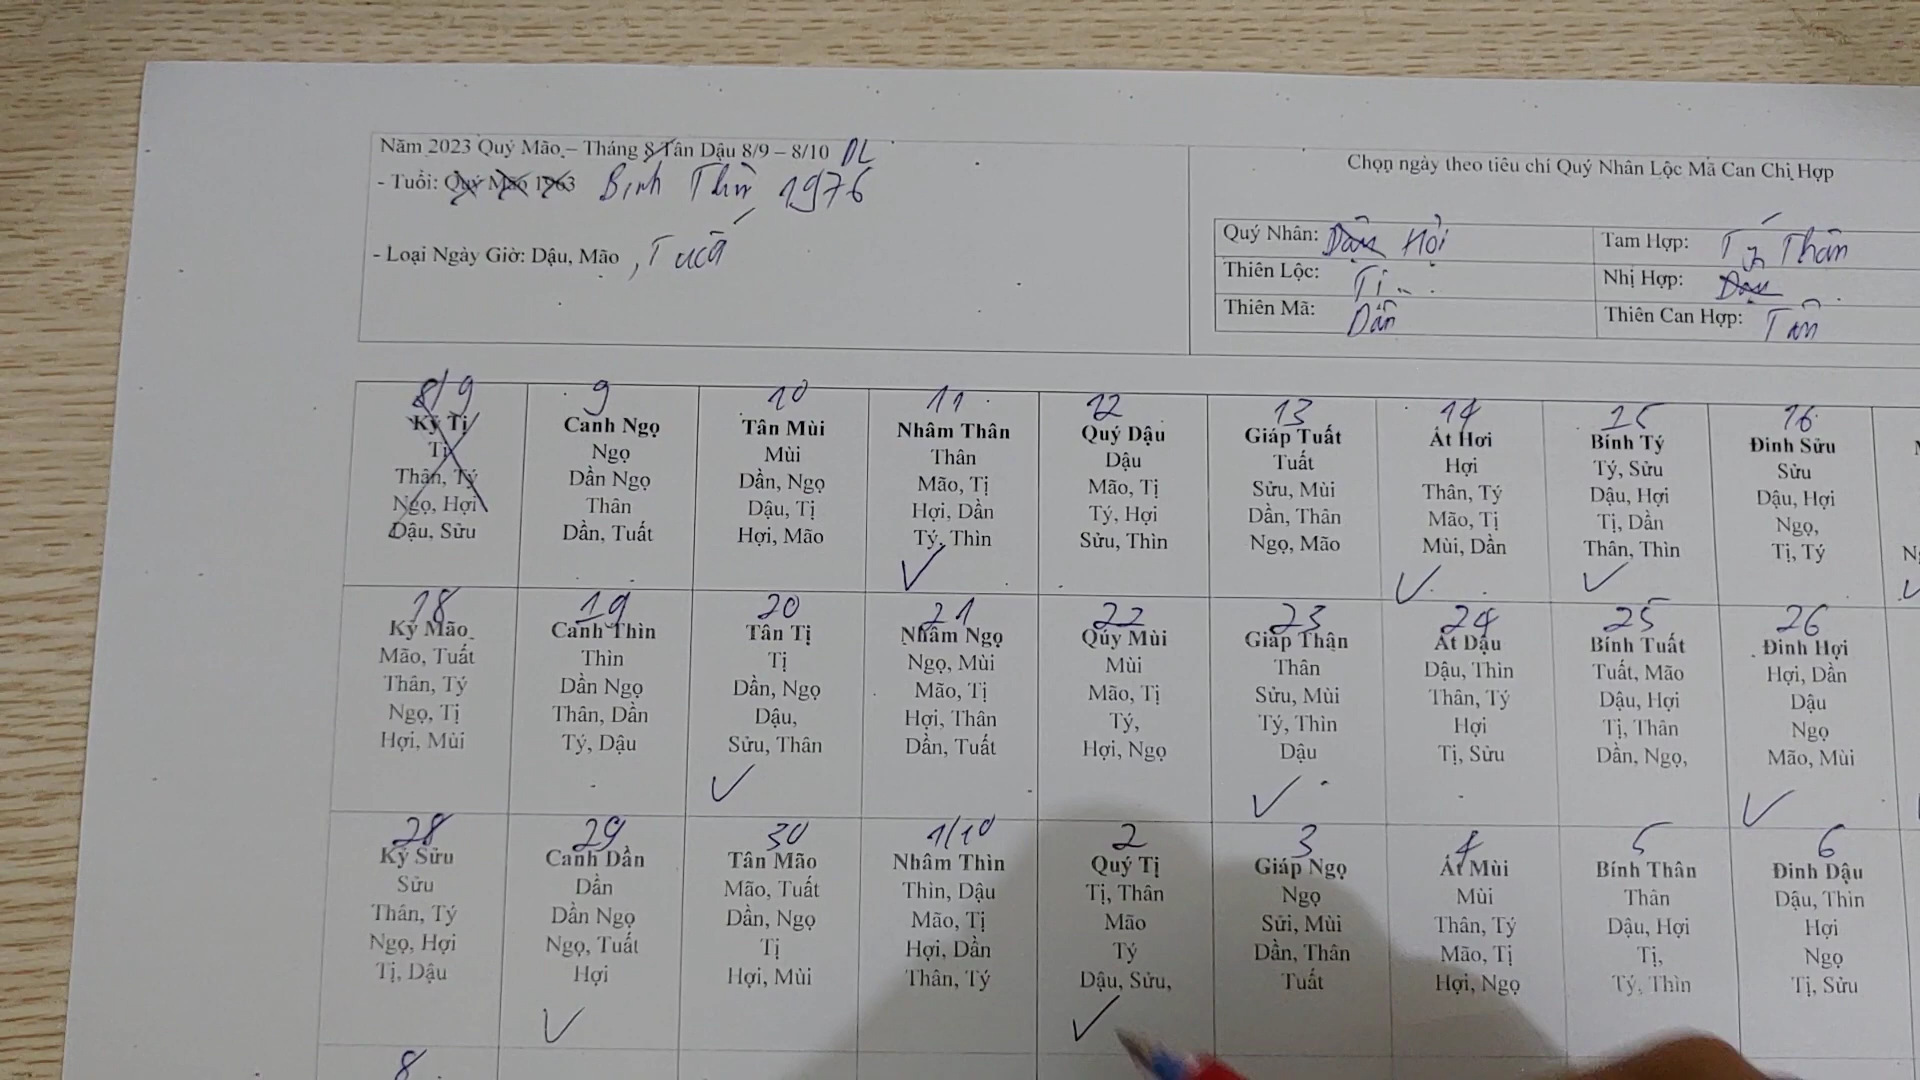 Năm 2023 Quý Mão – Tháng 8 Tân Dậu 8/9 – 8/10 DL
- Tuổi: Quý Mão 1963 Bính Thìn 1976
- Loại Ngày Giờ: Dậu, Mão , Tuất
Chọn ngày theo tiêu chí Quý Nhân Lộc Mã Can Chi Hợp
Quý Nhân: Dậu Hợi
Tam Hợp: Tý Thân
Thiên Lộc: Tị
Nhị Hợp: Dậu
Thiên Mã: Dần
Thiên Can Hợp: Tân
8/9
Kỷ Tị
Tị
Thân, Tý
Ngọ, Hợi
Dậu, Sửu
9
Canh Ngọ
Ngọ
Dần Ngọ
Thân
Dần, Tuất
10
Tân Mùi
Mùi
Dần, Ngọ
Dậu, Tị
Hợi, Mão
11
Nhâm Thân
Thân
Mão, Tị
Hợi, Dần
Tý, Thìn
12
Quý Dậu
Dậu
Mão, Tị
Tý, Hợi
Sửu, Thìn
13
Giáp Tuất
Tuất
Sửu, Mùi
Dần, Thân
Ngọ, Mão
14
Ất Hơi
Hợi
Thân, Tý
Mão, Tị
Mùi, Dần
15
Bính Tý
Tý, Sửu
Dậu, Hợi
Tị, Dần
Thân, Thìn
16
Đinh Sửu
Sửu
Dậu, Hợi
Ngọ,
Tị, Tý
18
Kỷ Mão
Mão, Tuất
Thân, Tý
Ngọ, Tị
Hợi, Mùi
19
Canh Thìn
Thìn
Dần Ngọ
Thân, Dần
Tý, Dậu
20
Tân Tị
Tị
Dần, Ngọ
Dậu,
Sửu, Thân
21
Nhâm Ngọ
Ngọ, Mùi
Mão, Tị
Hợi, Thân
Dần, Tuất
22
Qúy Mùi
Mùi
Mão, Tị
Tý,
Hợi, Ngọ
23
Giáp Thân
Thân
Sửu, Mùi
Tý, Thìn
Dậu
24
Ất Dậu
Dậu, Thìn
Thân, Tý
Hợi
Tị, Sửu
25
Bính Tuất
Tuất, Mão
Dậu, Hợi
Tị, Thân
Dần, Ngọ,
26
Đinh Hợi
Hợi, Dần
Dậu
Ngọ
Mão, Mùi
28
Kỷ Sửu
Sửu
Thân, Tý
Ngọ, Hợi
Tị, Dậu
29
Canh Dần
Dần
Dần Ngọ
Ngọ, Tuất
Hợi
30
Tân Mão
Mão, Tuất
Dần, Ngọ
Tị
Hợi, Mùi
1/10
Nhâm Thìn
Thìn, Dậu
Mão, Tị
Hợi, Dần
Thân, Tý
2
Quý Tị
Tị, Thân
Mão
Tý
Dậu, Sửu,
3
Giáp Ngọ
Ngọ
Sửi, Mùi
Dần, Thân
Tuất
4
Ất Mùi
Mùi
Thân, Tý
Mão, Tị
Hợi, Ngọ
5
Bính Thân
Thân
Dậu, Hợi
Tị,
Tý, Thìn
6
Đinh Dậu
Dậu, Thìn
Hợi
Ngọ
Tị, Sửu
8